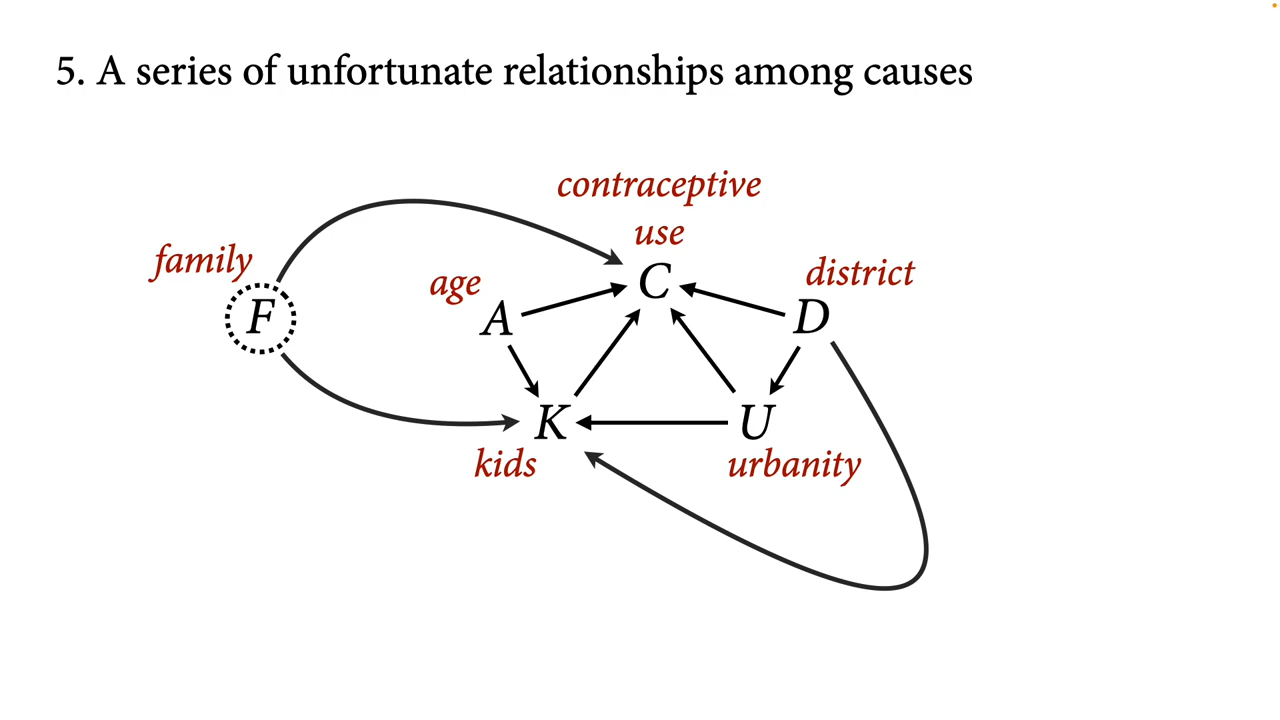 5. A series of unfortunate relationships among causes
contraceptive
use
family
age
C
district
F
A
D
K
U
kids
urbanity